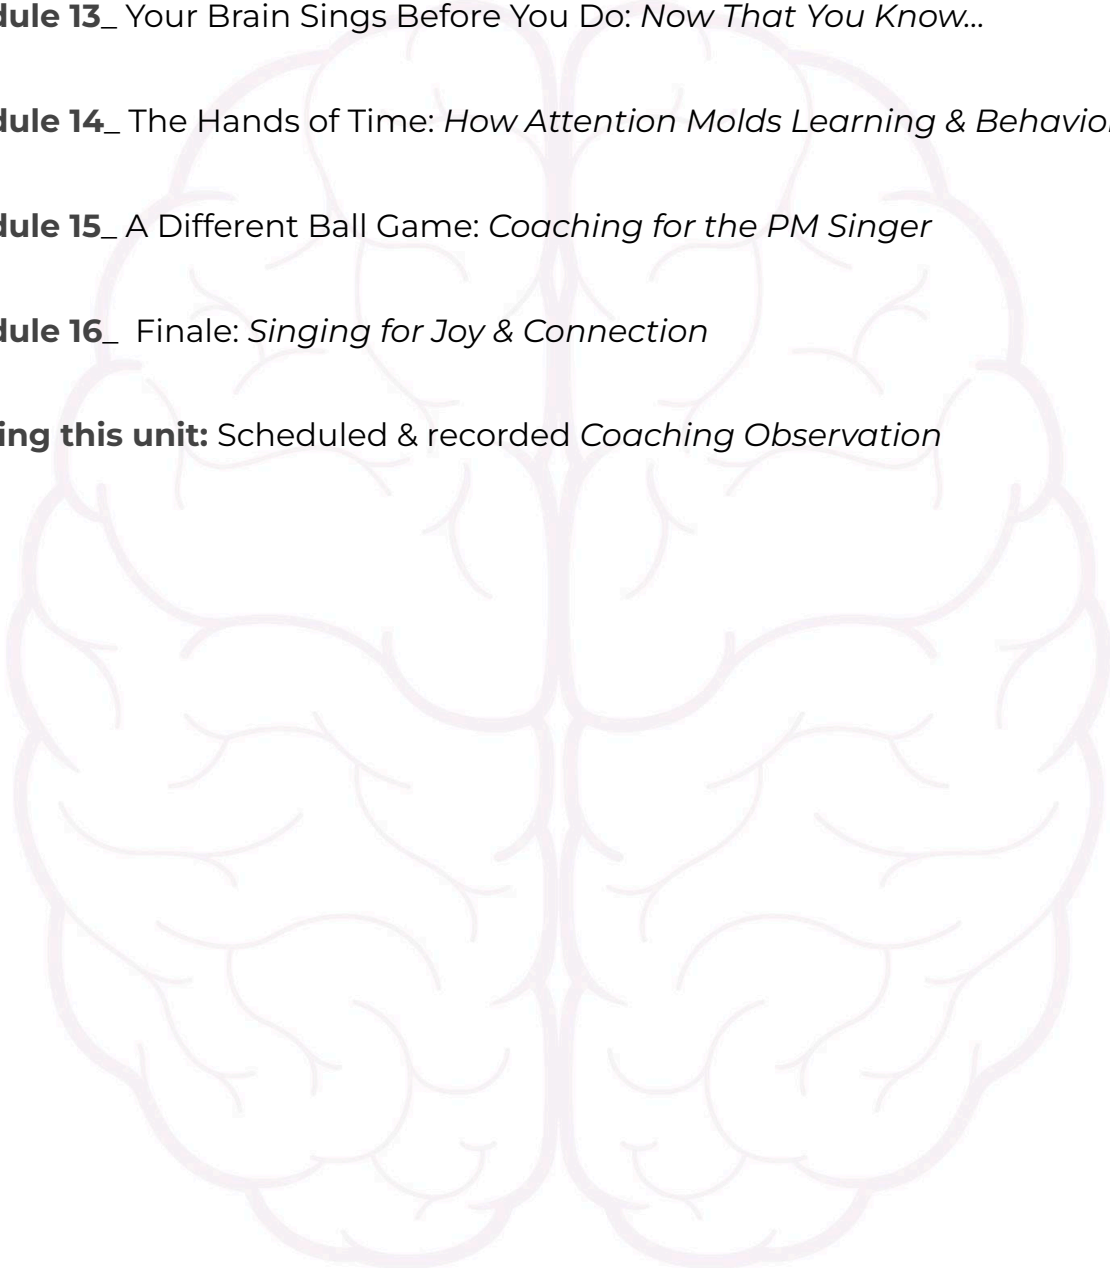 dule 13_ Your Brain Sings Before You Do: Now That You Know...
dule 14_ The Hands of Time: How Attention Molds Learning & Behavior
dule 15_ A Different Ball Game: Coaching for the PM Singer
dule 16_ Finale: Singing for Joy & Connection
ing this unit: Scheduled & recorded Coaching Observation